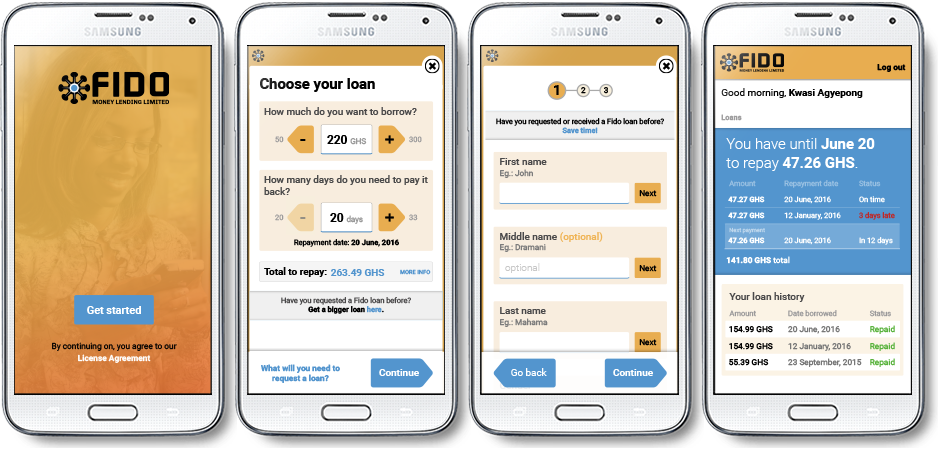 SAMSUNG
FIDO
MONEY LENDING LIMITED
Get started
By continuing on, you agree to our
License Agreement
SAMSUNG
Choose your loan
How much do you want to borrow?
50 - 220 GHS + 300
How many days do you need to pay it
back?
20 - 20 days + 33
Repayment date: 20 June, 2016
Total to repay: 263.49 GHS MORE INFO
Have you requested a Fido loan before?
Get a bigger loan here.
What will you need to
request a loan?
Continue
SAMSUNG
1 2 3
Have you requested or received a Fido loan before?
Save time!
First name
Eg.: John
Next
Middle name (optional)
Eg.: Dramani
optional Next
Last name
Eg.: Mahama
Next
Go back Continue
SAMSUNG
FIDO
MONEY LENDING LIMITED
Log out
Good morning, Kwasi Agyepong
Loans
You have until June 20
to repay 47.26 GHS.
Amount Repayment date Status
47.27 GHS 20 June, 2016 On time
47.27 GHS 12 January, 2016 3 days late
Next payment
47.26 GHS 20 June, 2016 In 12 days
141.80 GHS total
Your loan history
Amount Date borrowed Status
154.99 GHS 20 June, 2016 Repaid
154.99 GHS 12 January, 2016 Repaid
55.39 GHS 23 September, 2015 Repaid